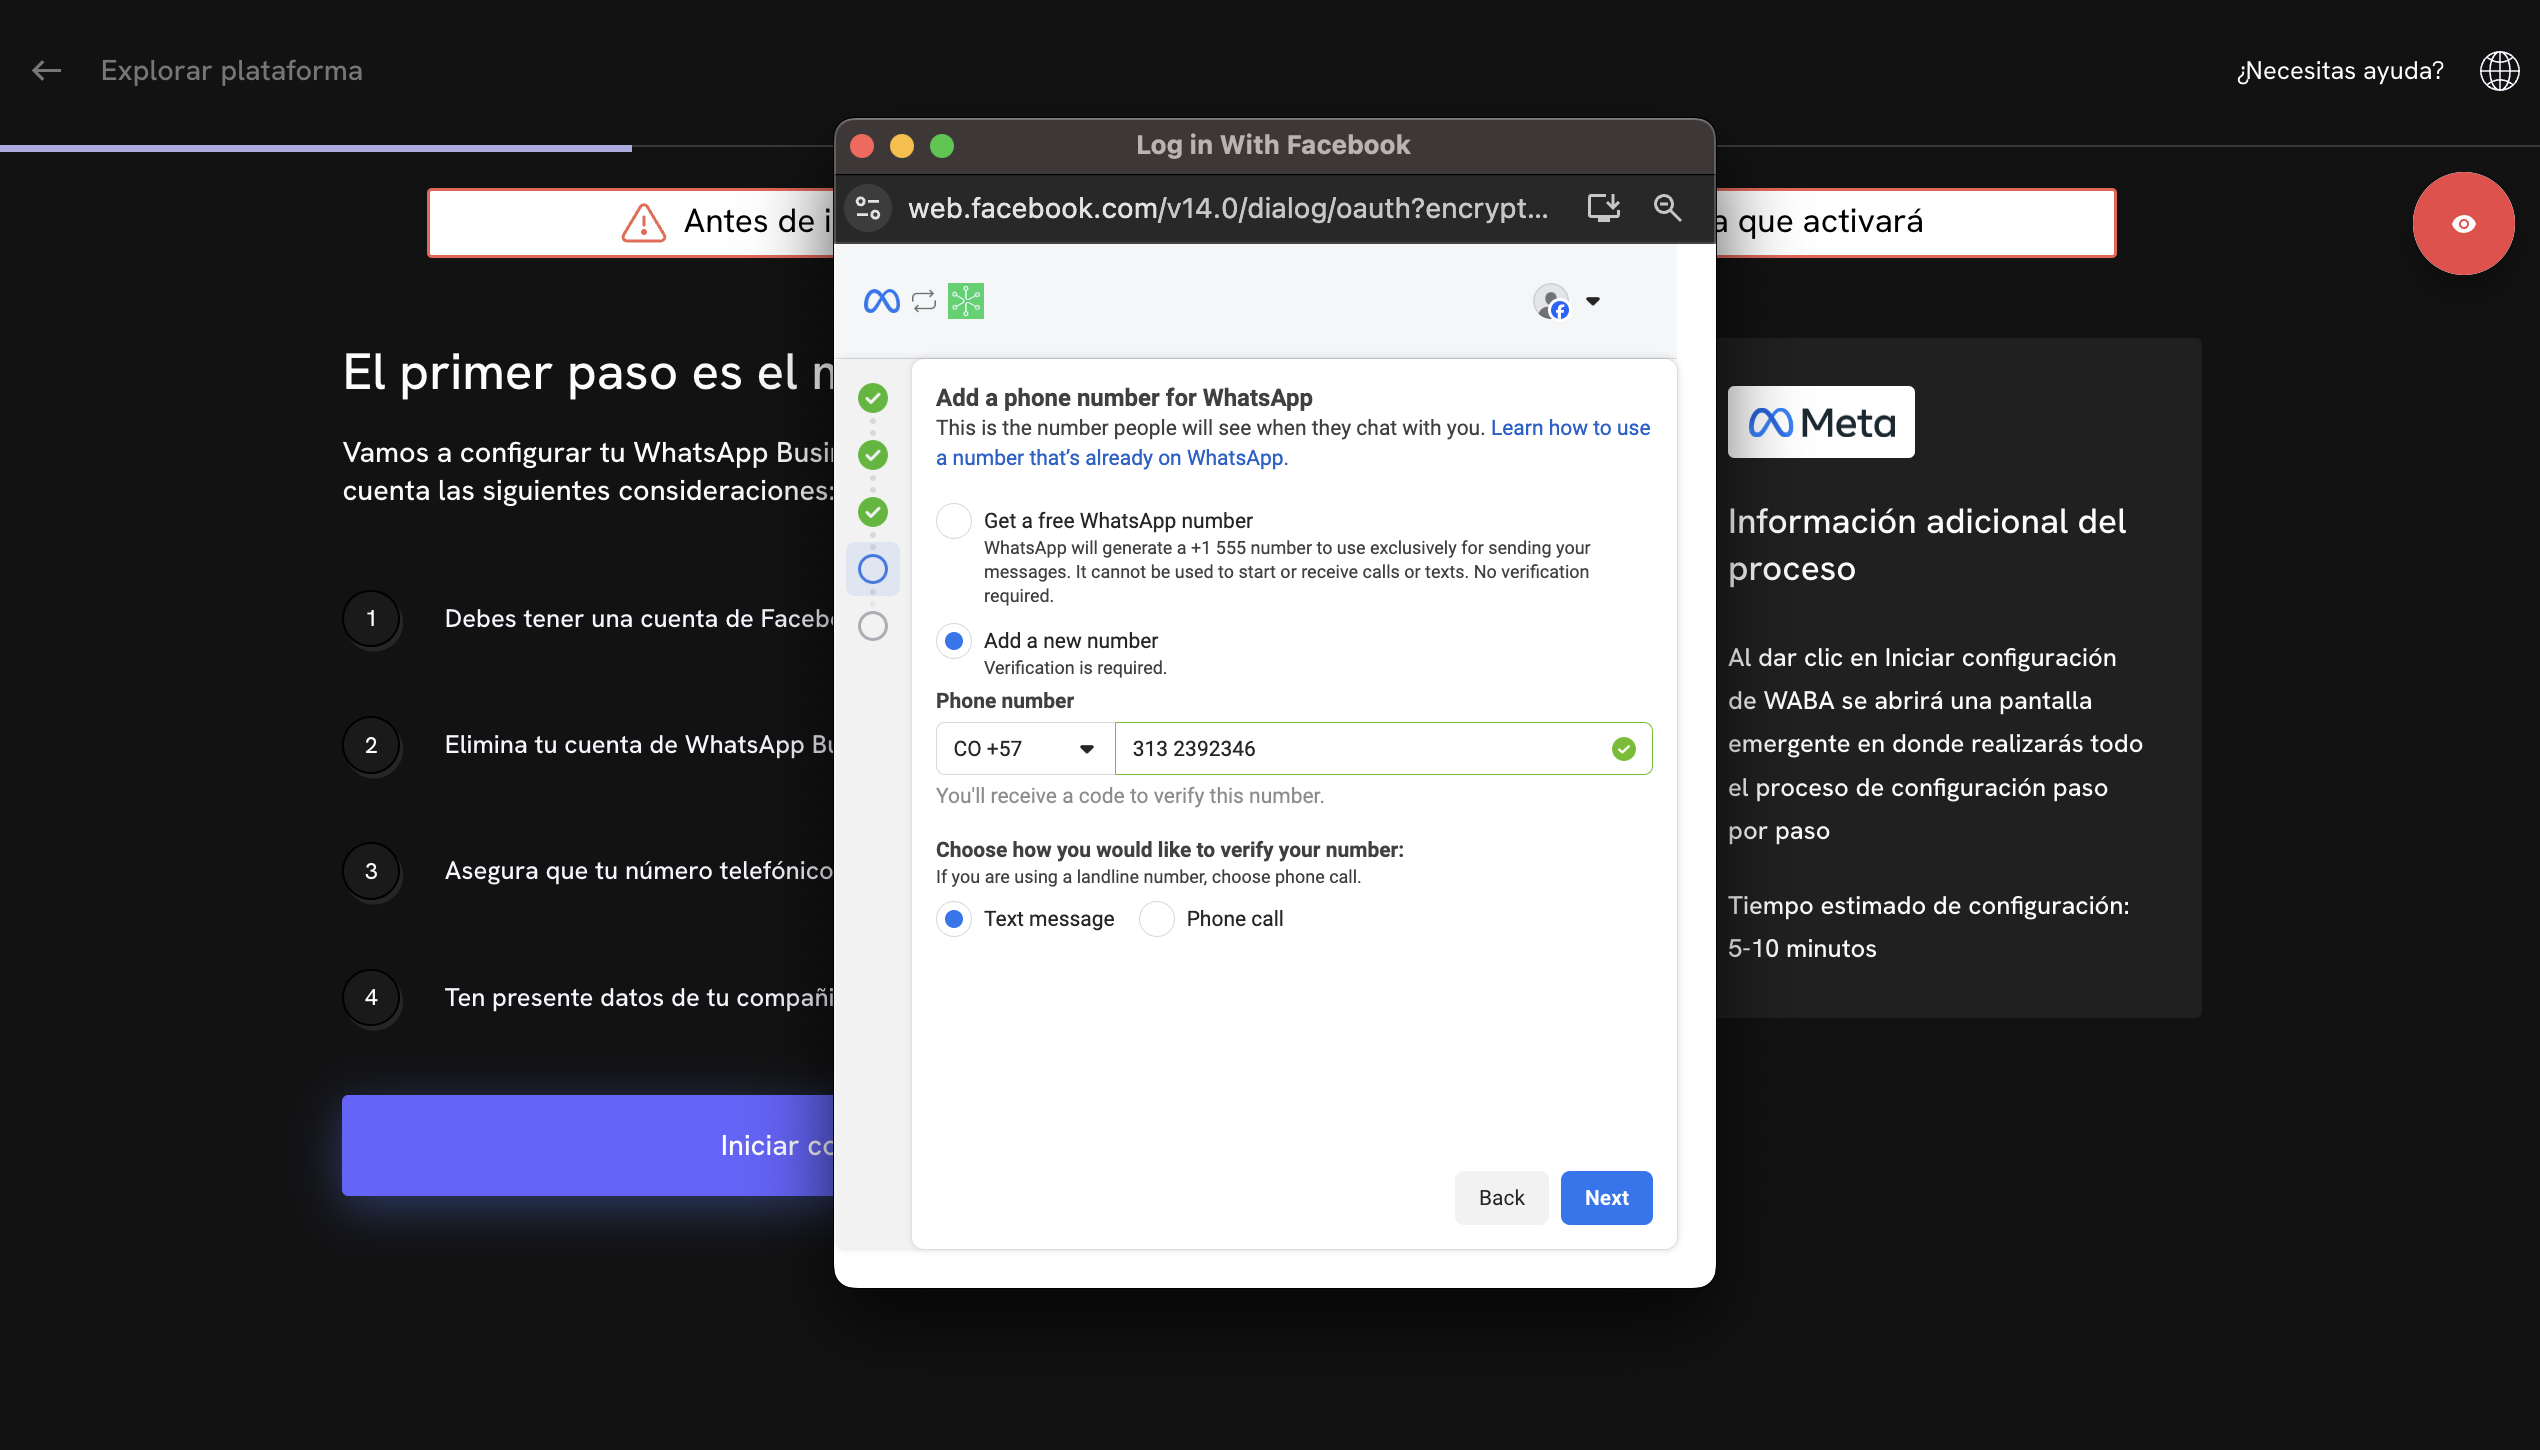 Explorar plataforma
¿Necesitas ayuda?
Log in With Facebook
web.facebook.com/v14.0/dialog/oauth?encrypt...
Antes de
a que activará
El primer paso es el
Vamos a configurar tu WhatsApp
cuenta las siguientes consideraciones:
1
Debes tener una cuenta de
2
Elimina tu cuenta de WhatsApp
3
Asegura que tu número telefónico
4
Ten presente datos de tu
Iniciar
Add a phone number for WhatsApp
This is the number people will see when they chat with you. Learn how to use
a number that’s already on WhatsApp.
Get a free WhatsApp number
WhatsApp will generate a +1 555 number to use exclusively for sending your
messages. It cannot be used to start or receive calls or texts. No verification
required.
Add a new number
Verification is required.
Phone number
CO +57
313 2392346
You'll receive a code to verify this number.
Choose how you would like to verify your number:
If you are using a landline number, choose phone call.
Text message
Phone call
Back
Next
Meta
Información adicional del
proceso
Al dar clic en Iniciar configuración
de WABA se abrirá una pantalla
emergente en donde realizarás todo
el proceso de configuración paso
por paso
Tiempo estimado de configuración:
5-10 minutos